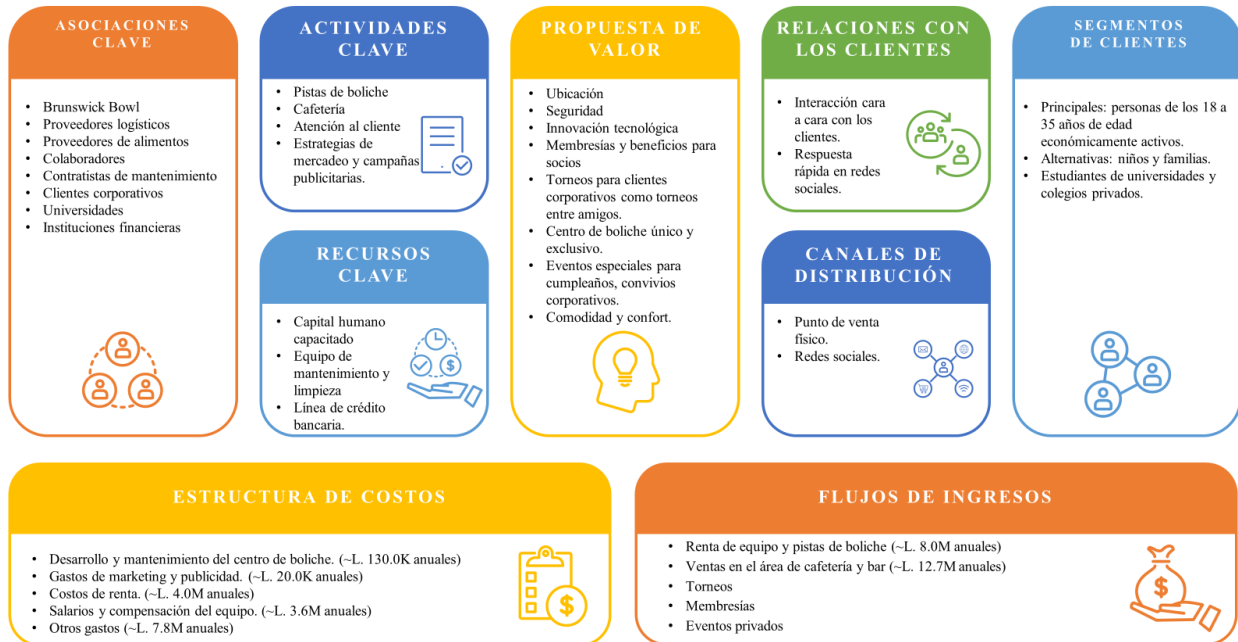 ASOCIACIONES
CLAVE
• Brunswick Bowl
• Proveedores logísticos
• Proveedores de alimentos
• Colaboradores
• Contratistas de mantenimiento
• Clientes corporativos
• Universidades
• Instituciones financieras
ACTIVIDADES
CLAVE
• Pistas de boliche
• Cafetería
• Atención al cliente
• Estrategias de
mercadeo y campañas
publicitarias.
RECURSOS
CLAVE
• Capital humano
capacitado
• Equipo de
mantenimiento y
limpieza
• Línea de crédito
bancaria.
PROPUESTA DE
VALOR
• Ubicación
• Seguridad
• Innovación tecnológica
• Membresías y beneficios para
socios
• Torneos para clientes
corporativos como torneos
entre amigos.
• Centro de boliche único y
exclusivo.
• Eventos especiales para
cumpleaños, convivios
corporativos.
• Comodidad y confort.
RELACIONES CON
LOS CLIENTES
• Interacción cara
a cara con los
clientes.
• Respuesta
rápida en redes
sociales.
CANALES DE
DISTRIBUCIÓN
• Punto de venta
físico.
• Redes sociales.
SEGMENTOS
DE CLIENTES
• Principales: personas de los 18 a
35 años de edad
económicamente activos.
• Alternativas: niños y familias.
• Estudiantes de universidades y
colegios privados.
ESTRUCTURA DE COSTOS
• Desarrollo y mantenimiento del centro de boliche. (~L. 130.0K anuales)
• Gastos de marketing y publicidad. (~L. 20.0K anuales)
• Costos de renta. (~L. 4.0M anuales)
• Salarios y compensación del equipo. (~L. 3.6M anuales)
• Otros gastos (~L. 7.8M anuales)
FLUJOS DE INGRESOS
• Renta de equipo y pistas de boliche (~L. 8.0M anuales)
• Ventas en el área de cafetería y bar (~L. 12.7M anuales)
• Torneos
• Membresías
• Eventos privados